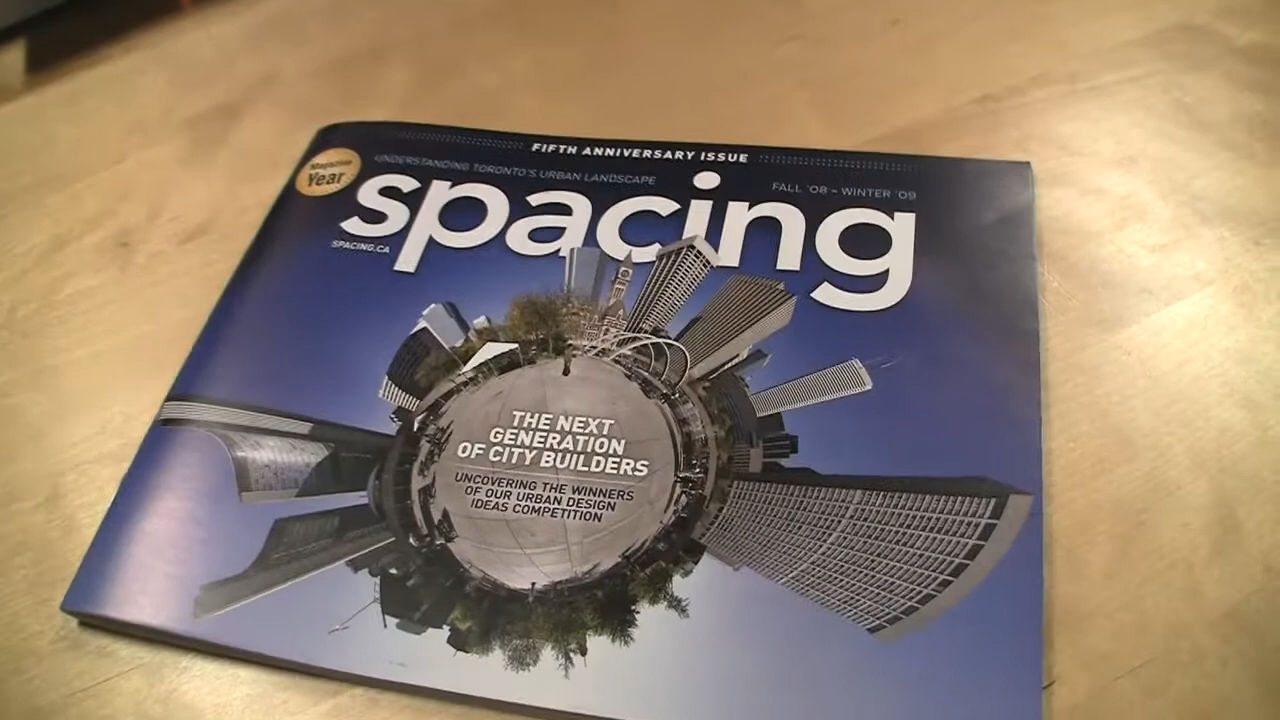 FIFTH ANNIVERSARY ISSUE
Magazine
Year
UNDERSTANDING TORONTO'S URBAN LANDSCAPE
FALL '08 – WINTER '09
spacing
SPACING.CA
THE NEXT
GENERATION
OF CITY BUILDERS
UNCOVERING THE WINNERS
OF OUR URBAN DESIGN
IDEAS COMPETITION